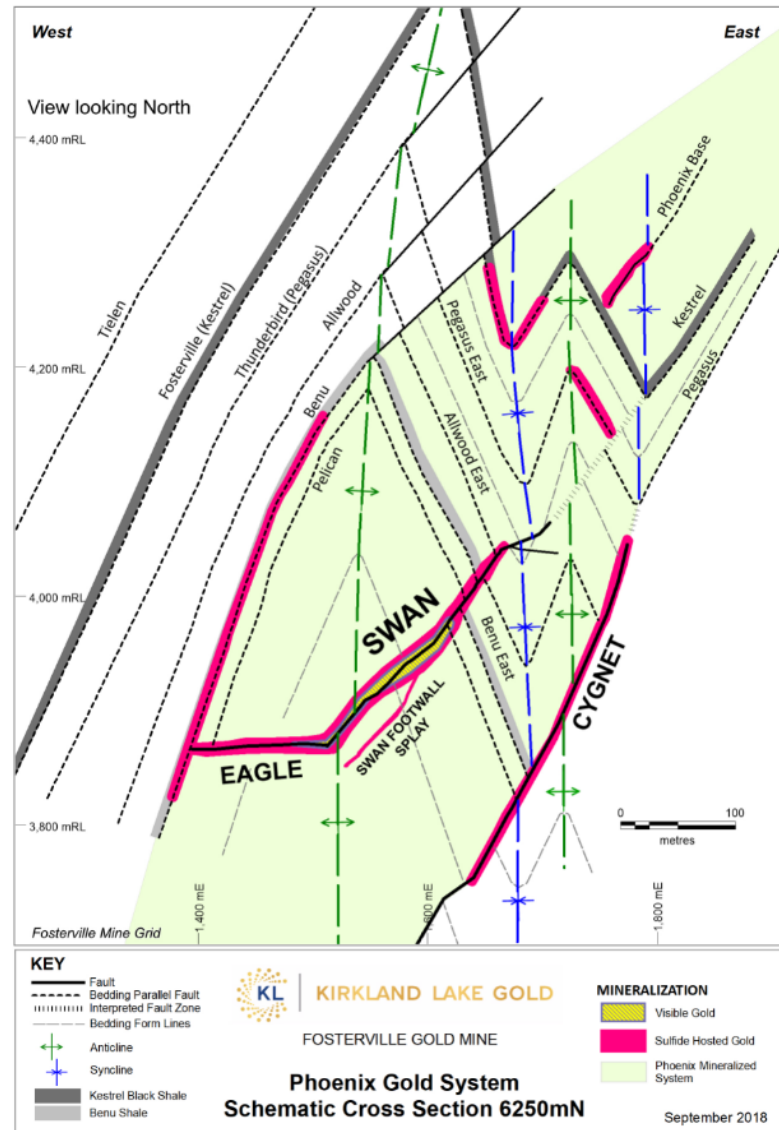 West
East
View looking North
4,400 mRL
Phoenix Base
Tielen
Fosterville (Kestrel)
Thunderbird (Pegasus)
Allwood
Pegasus East
Kestrel
4,200 mRL
Benu
Allwood East
Pegasus
Pelican
4,000 mRL
SWAN
Benu East
CYGNET
SWAN FOOTWALL
SPLAY
EAGLE
3,800 mRL
0 100
metres
1,400 mE
1,600 mE
1,800 mE
Fosterville Mine Grid
KEY
Fault
Bedding Parallel Fault
Interpreted Fault Zone
Bedding Form Lines
Anticline
Syncline
Kestrel Black Shale
Benu Shale
KL KIRKLAND LAKE GOLD
FOSTERVILLE GOLD MINE
Phoenix Gold System
Schematic Cross Section 6250mN
MINERALIZATION
Visible Gold
Sulfide Hosted Gold
Phoenix Mineralized
System
September 2018